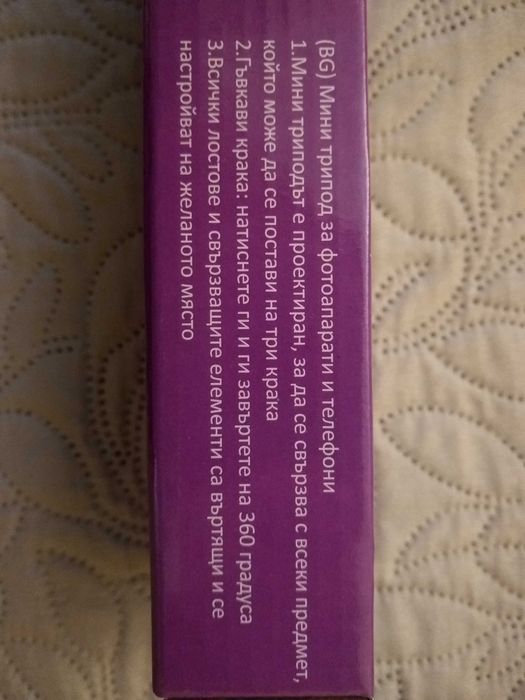 (BG) Мини трипод за фотоапарати и телефони
1.Мини триподът е проектиран, за да се свързва с всеки предмет,
който може да се постави на три крака
2.Гъвкави крака: натиснете ги и ги завъртете на 360 градуса
3.Всички лостове и свързващите елементи са въртящи и се
настройват на желаното място